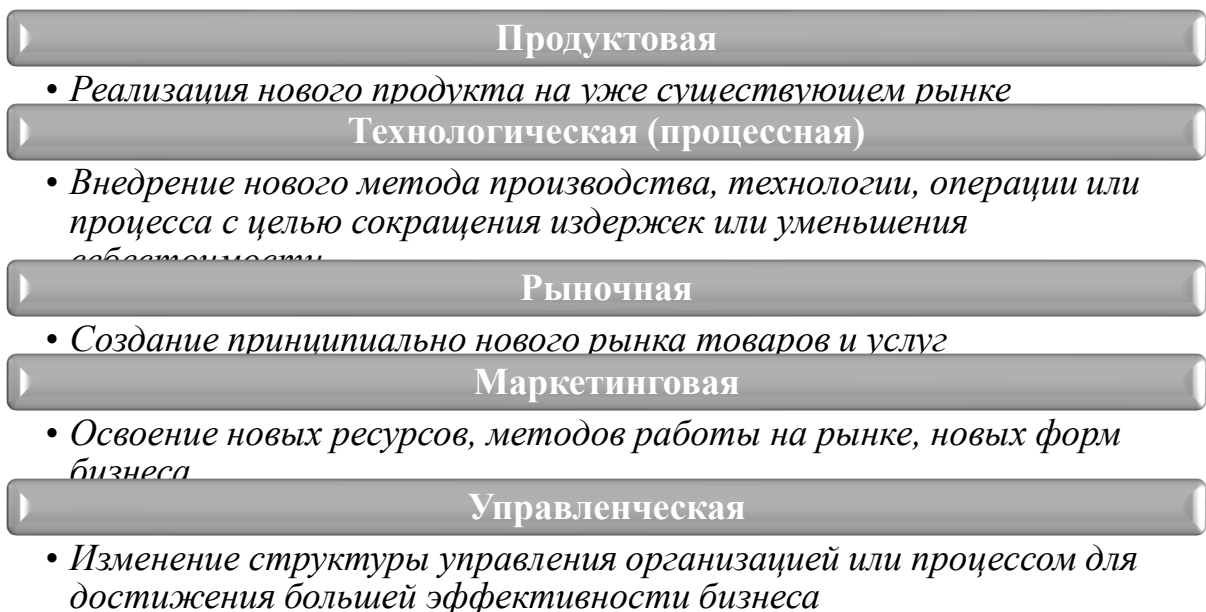 Продуктовая
• Реализация нового продукта на уже существующем рынке
Технологическая (процессная)
• Внедрение нового метода производства, технологии, операции или
процесса с целью сокращения издержек или уменьшения
себестоимости
Рыночная
• Создание принципиально нового рынка товаров и услуг
Маркетинговая
• Освоение новых ресурсов, методов работы на рынке, новых форм
бизнеса
Управленческая
• Изменение структуры управления организацией или процессом для
достижения большей эффективности бизнеса